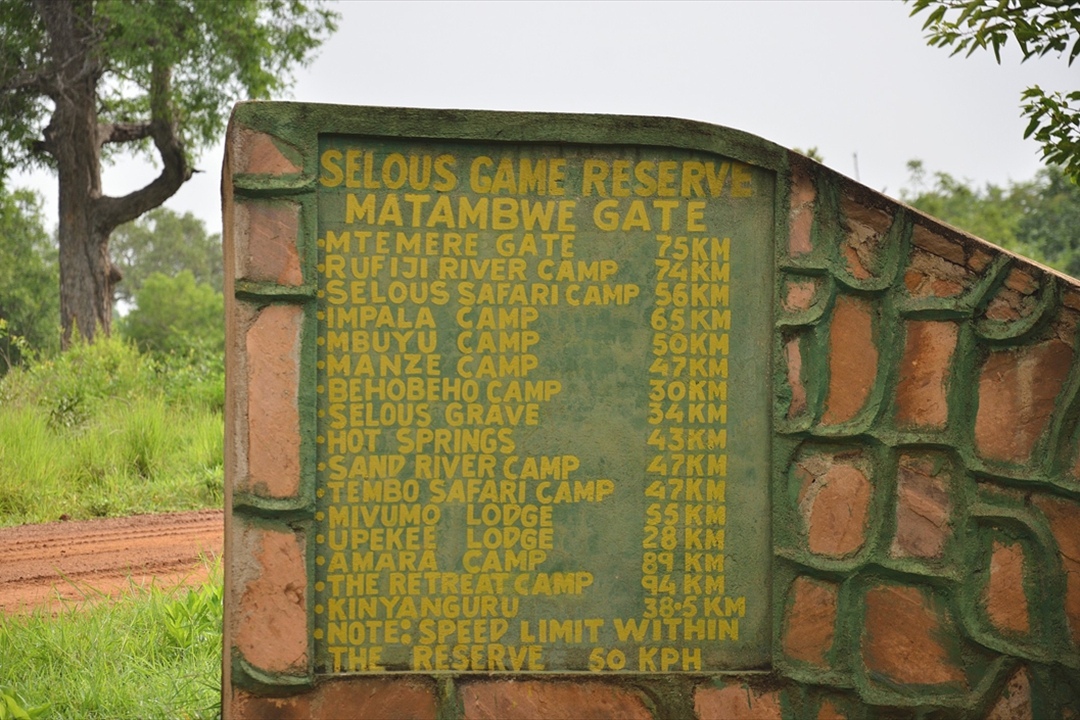 SELOUS GAME RESERVE
MATAMBWE GATE
•MTEMERE GATE 75KM
•RUFIJI RIVER CAMP 74KM
•SELOUS SAFARI CAMP 56KM
•IMPALA CAMP 65KM
•MBUYU CAMP 50KM
•MANZE CAMP 47KM
•BEHOBEHO CAMP 30KM
•SELOUS GRAVE 34KM
•HOT SPRINGS 43KM
•SAND RIVER CAMP 47KM
•TEMBO SAFARI CAMP 47KM
•MIVUMO LODGE 55KM
•UPEKEE LODGE 28KM
•AMARA CAMP 89KM
•THE RETREAT CAMP 94KM
•KINYANGURU 38.5KM
•NOTE: SPEED LIMIT WITHIN
THE RESERVE 50 KPH